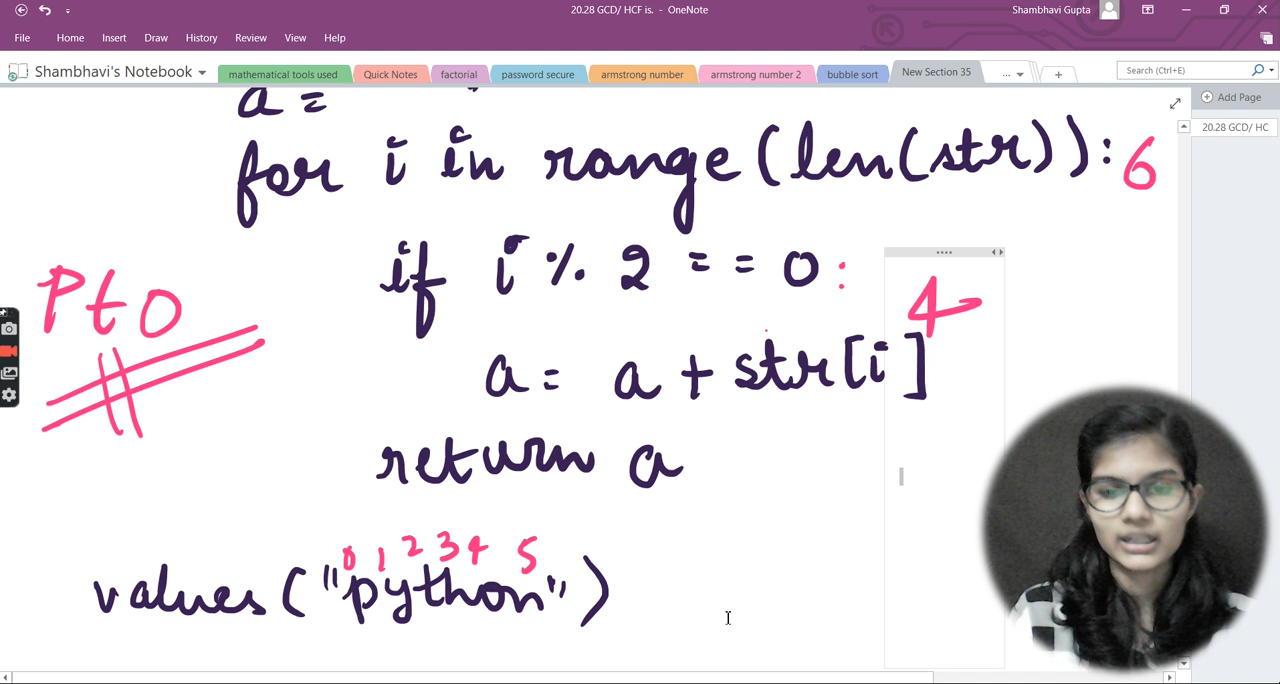 20.28 GCD/ HCF is. - OneNote
Shambhavi Gupta
File Home Insert Draw History Review View Help
Shambhavi's Notebook
mathematical tools used
Quick Notes
factorial
password secure
armstrong number
armstrong number 2
bubble sort
New Section 35
...
Search (Ctrl+E)
Add Page
20.28 GCD/ HC
a =
for i in range (len(str)): 6
if i % 2 = = 0 :
Pt0
4
a = a + str[i]
return a
0 1 2 3 4 5
values ("python")